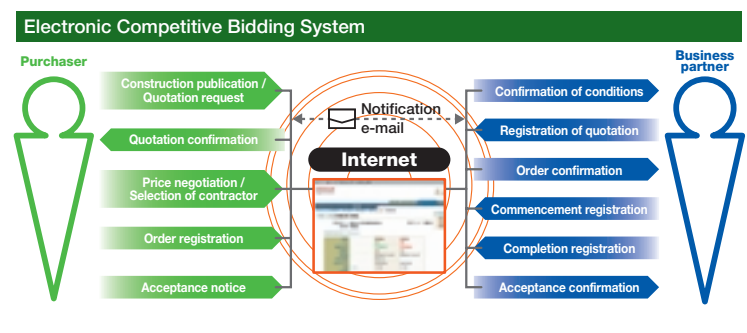 Electronic Competitive Bidding System
Purchaser
Construction publication /
Quotation request
Quotation confirmation
Price negotiation /
Selection of contractor
Order registration
Acceptance notice
Notification
e-mail
Internet
Business
partner
Confirmation of conditions
Registration of quotation
Order confirmation
Commencement registration
Completion registration
Acceptance confirmation